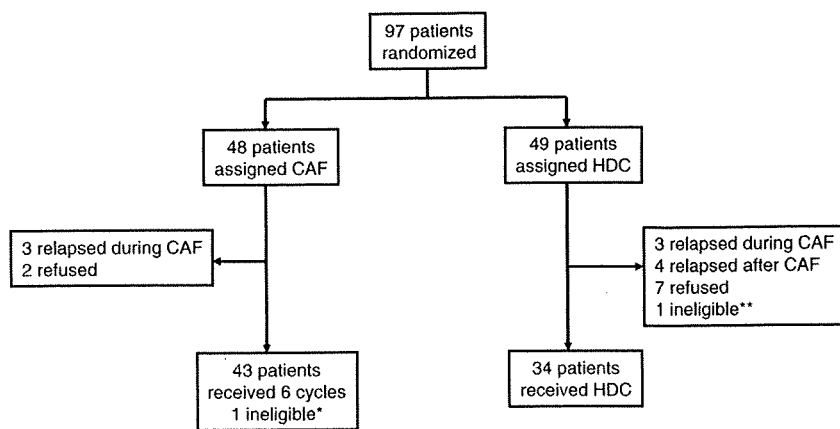 97 patients
randomized
48 patients
assigned CAF
49 patients
assigned HDC
3 relapsed during CAF
2 refused
3 relapsed during CAF
4 relapsed after CAF
7 refused
1 ineligible**
43 patients
received 6 cycles
1 ineligible*
34 patients
received HDC